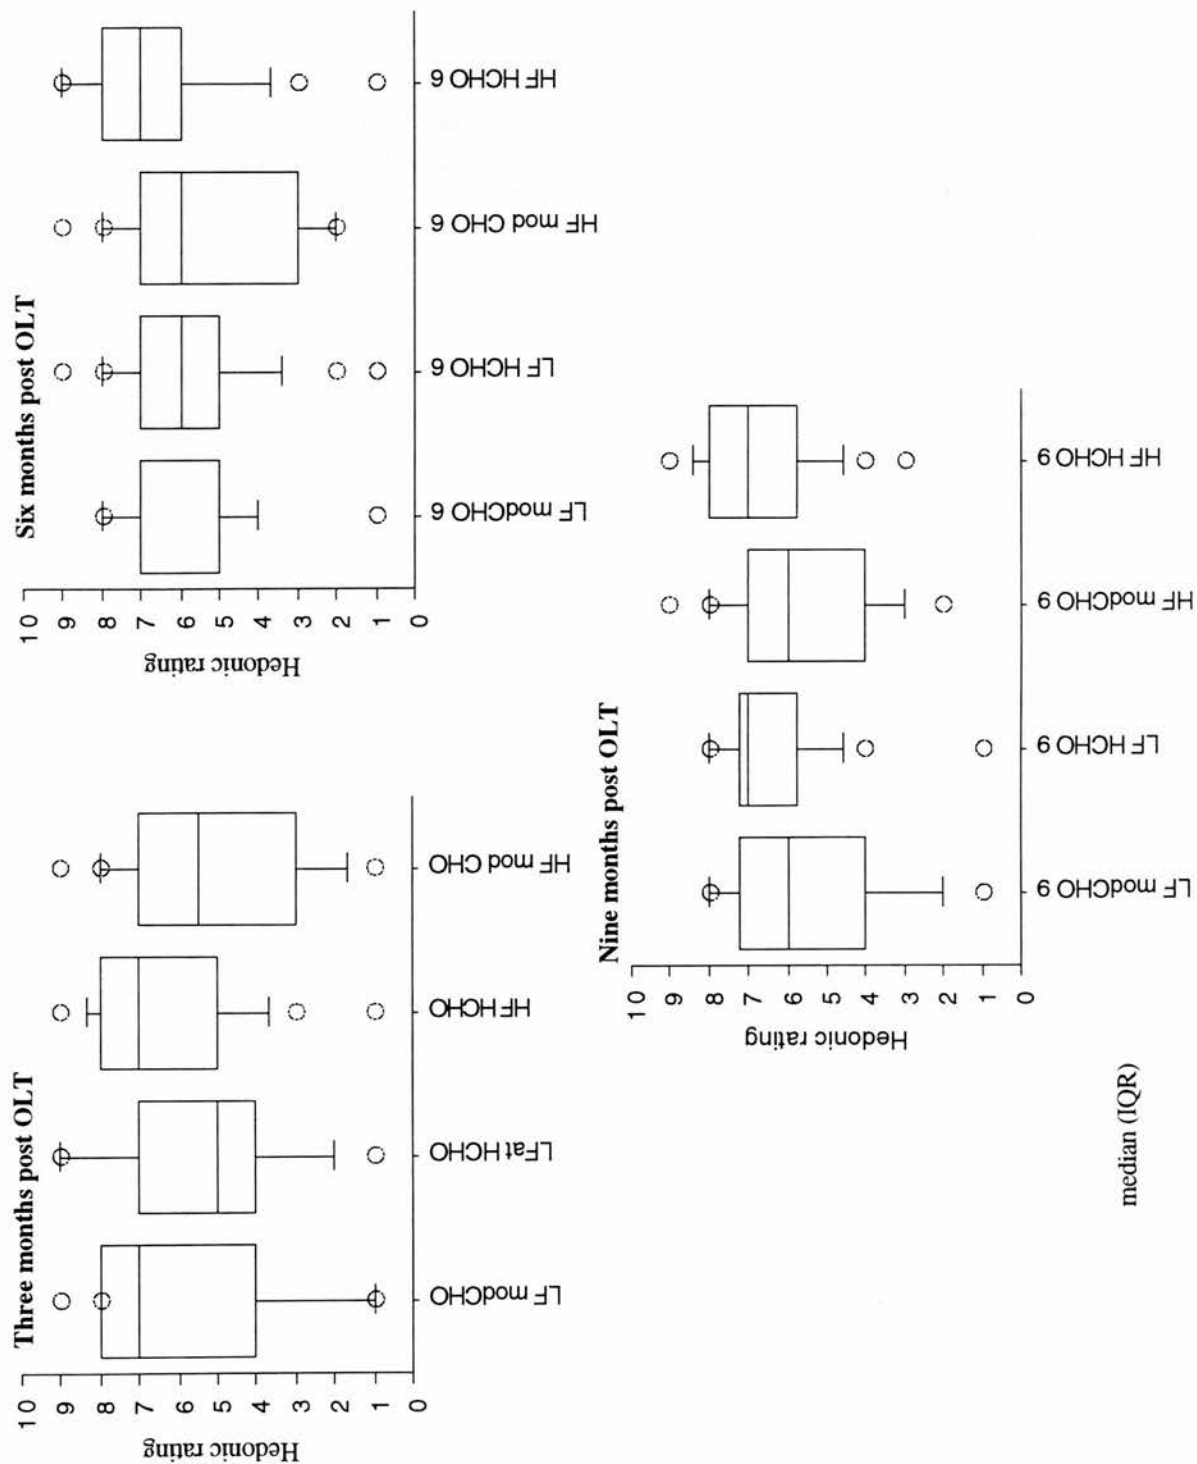 Three months post OLT
Hedonic rating
10
9
8
7
6
5
4
3
2
1
0
LF modCHO
LFat HCHO
HF HCHO
HF mod CHO
Six months post OLT
Hedonic rating
10
9
8
7
6
5
4
3
2
1
0
LF modCHO 6
LF HCHO 6
HF mod CHO 6
HF HCHO 6
Nine months post OLT
Hedonic rating
10
9
8
7
6
5
4
3
2
1
0
LF modCHO 9
LF HCHO 9
HF modCHO 9
HF HCHO 9
median (IQR)